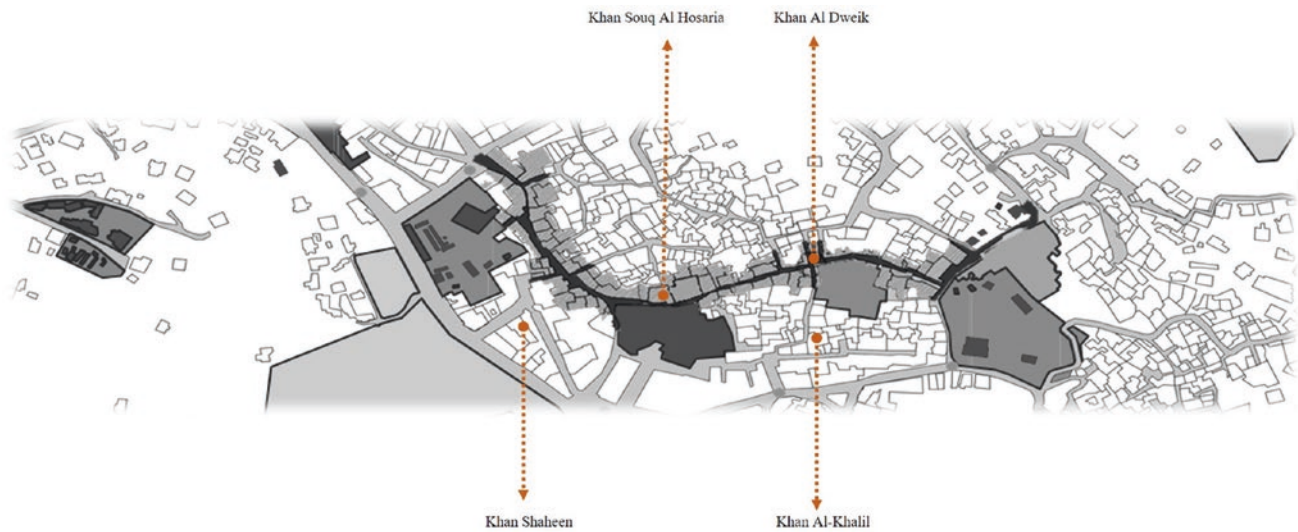 Khan Souq Al Hosaria
Khan Al Dweik
Khan Shaheen
Khan Al-Khalil